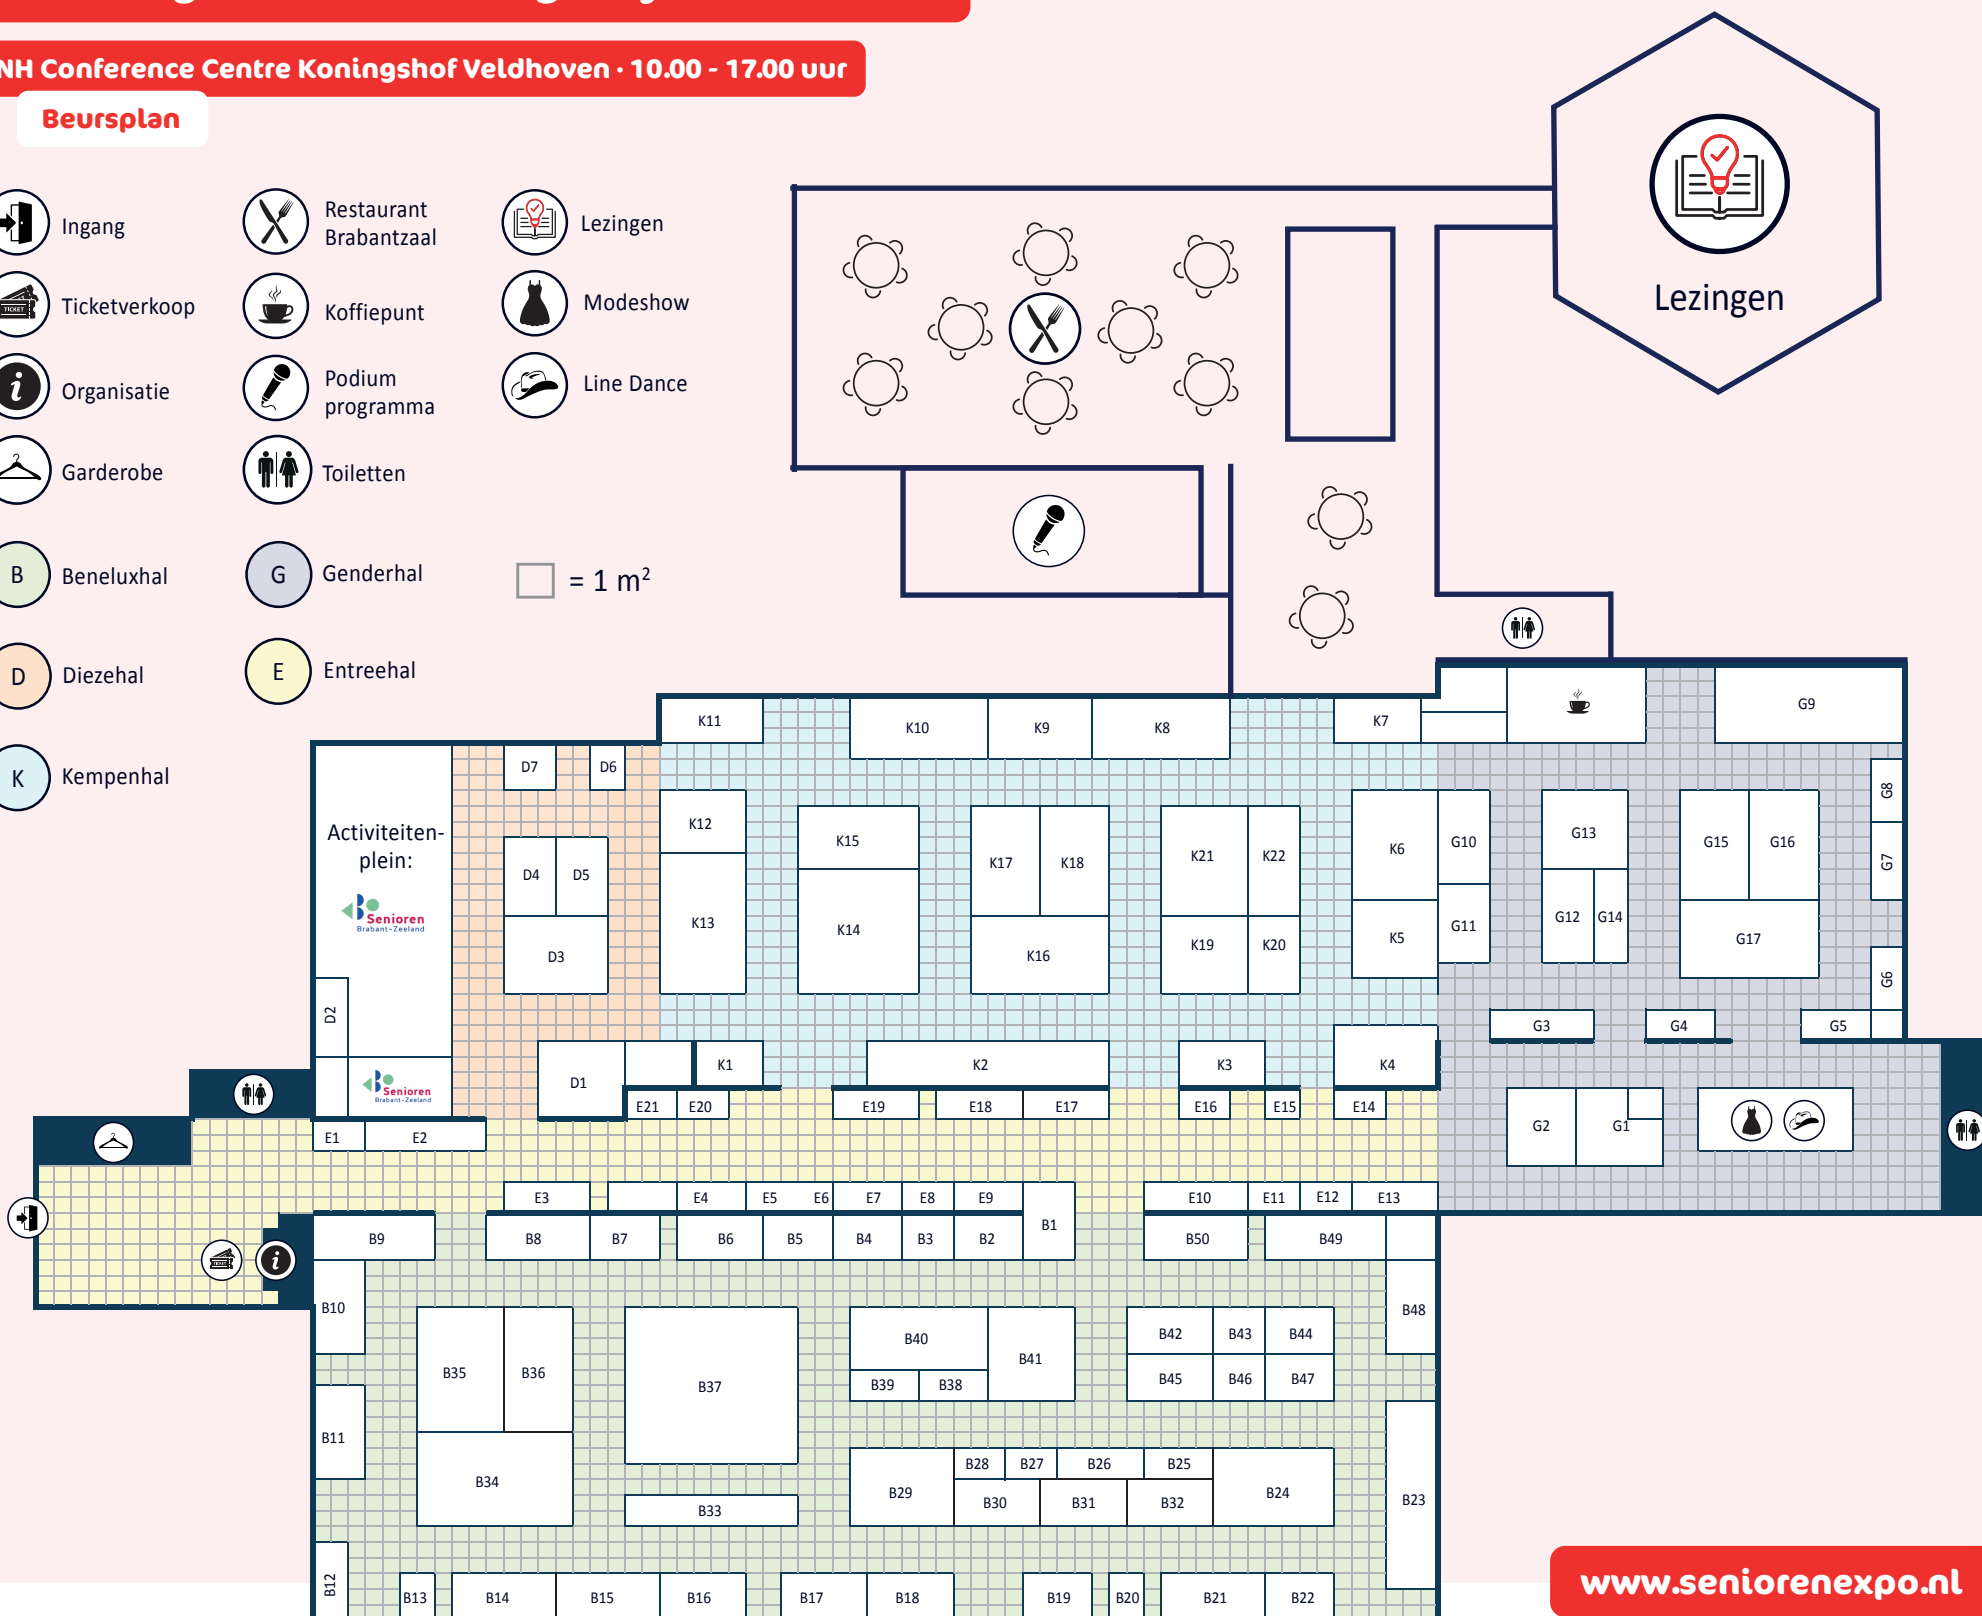 NH Conference Centre Koningshof Veldhoven · 10.00 - 17.00 uur
Beursplan
Ingang
Ticketverkoop
TICKET
Organisatie
i
Garderobe
Restaurant
Brabantzaal
Koffiepunt
Podium
programma
Toiletten
Lezingen
Modeshow
Line Dance
B
Beneluxhal
G
Genderhal
= 1 m²
D
Diezehal
E
Entreehal
K
Kempenhal
Lezingen
K11
K10
K9
K8
K7
G9
D7
D6
K12
K15
K17
K18
K21
K22
K6
G10
G13
G15
G16
G8
G7
Activiteiten-
plein:
Senioren
Brabant-Zeeland
D4
D5
D3
K13
K14
K16
K19
K20
K5
G11
G12
G14
G17
G6
D2
D1
K1
K2
K3
K4
G3
G4
G5
Senioren
Brabant-Zeeland
E21
E20
E19
E18
E17
E16
E15
E14
G2
G1
E1
E2
E3
E4
E5
E6
E7
E8
E9
E10
E11
E12
E13
i
B9
B8
B7
B6
B5
B4
B3
B2
B1
B50
B49
B10
B48
B35
B36
B37
B40
B41
B42
B43
B44
B39
B38
B45
B46
B47
B11
B34
B33
B29
B28
B27
B26
B25
B30
B31
B32
B24
B23
B12
B13
B14
B15
B16
B17
B18
B19
B20
B21
B22
www.seniorenexpo.nl